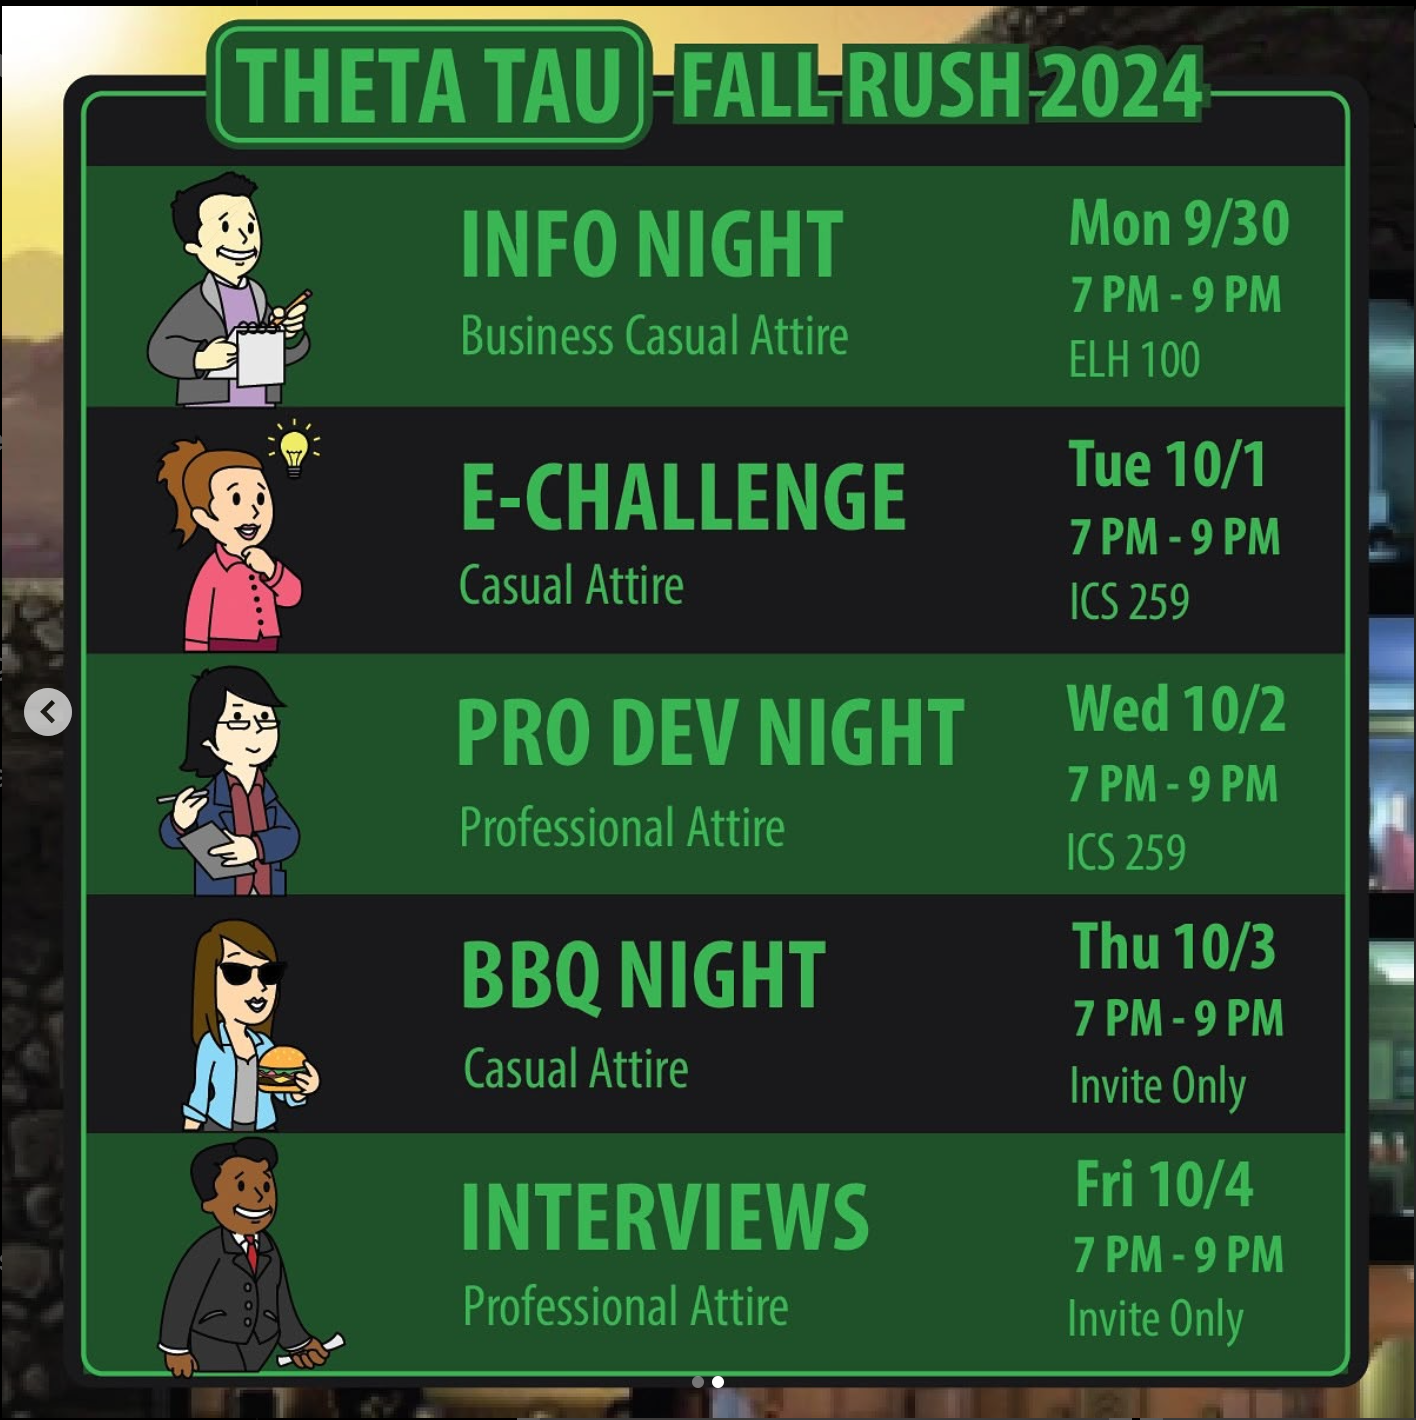 THETA TAU FALL RUSH 2024
INFO NIGHT
Business Casual Attire
Mon 9/30
7 PM - 9 PM
ELH 100
E-CHALLENGE
Casual Attire
Tue 10/1
7 PM - 9 PM
ICS 259
PRO DEV NIGHT
Professional Attire
Wed 10/2
7 PM - 9 PM
ICS 259
BBQ NIGHT
Casual Attire
Thu 10/3
7 PM - 9 PM
Invite Only
INTERVIEWS
Professional Attire
Fri 10/4
7 PM - 9 PM
Invite Only